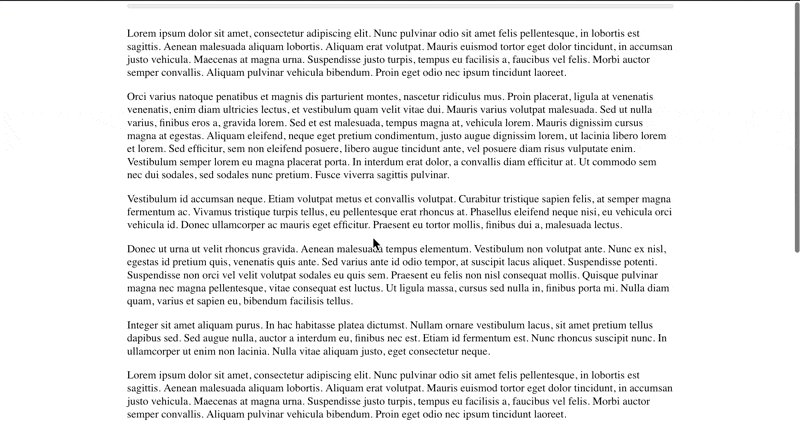 Lorem ipsum dolor sit amet, consectetur adipiscing elit. Nunc pulvinar odio sit amet felis pellentesque, in lobortis est
sagittis. Aenean malesuada aliquam lobortis. Aliquam erat volutpat. Mauris euismod tortor eget dolor tincidunt, in accumsan
justo vehicula. Maecenas at magna urna. Suspendisse justo turpis, tempus eu facilisis a, faucibus vel felis. Morbi auctor
semper convallis. Aliquam pulvinar vehicula bibendum. Proin eget odio nec ipsum tincidunt laoreet.
Orci varius natoque penatibus et magnis dis parturient montes, nascetur ridiculus mus. Proin placerat, ligula at venenatis
venenatis, enim diam ultricies lectus, et vestibulum quam velit vitae dui. Mauris varius volutpat malesuada. Sed ut nulla
varius, finibus eros a, gravida lorem. Sed et est malesuada, tempus magna at, vehicula lorem. Mauris dignissim cursus
magna at egestas. Aliquam eleifend, neque eget pretium condimentum, justo augue dignissim lorem, ut lacinia libero lorem
et lorem. Sed efficitur, sem non eleifend posuere, libero augue tincidunt ante, vel posuere diam risus vulputate enim.
Vestibulum semper lorem eu magna placerat porta. In interdum erat dolor, a convallis diam efficitur at. Ut commodo sem
nec dui sodales, sed sodales nunc pretium. Fusce viverra sagittis pulvinar.
Vestibulum id accumsan neque. Etiam volutpat metus et convallis volutpat. Curabitur tristique sapien felis, at semper magna
fermentum ac. Vivamus tristique turpis tellus, eu pellentesque erat rhoncus at. Phasellus eleifend neque nisi, eu vehicula orci
vehicula id. Donec ullamcorper ac mauris eget efficitur. Praesent eu tortor mollis, finibus dui a, malesuada lectus.
Donec ut urna ut velit rhoncus gravida. Aenean malesuada tempus elementum. Vestibulum non volutpat ante. Nunc ex nisl,
egestas id pretium quis, venenatis quis ante. Sed varius ante id odio tempor, at suscipit lacus aliquet. Suspendisse potenti.
Suspendisse non orci vel velit volutpat sodales eu quis sem. Praesent eu felis non nisl consequat mollis. Quisque pulvinar
magna nec magna pellentesque, vitae consequat est luctus. Ut ligula massa, cursus sed nulla in, finibus porta mi. Nulla diam
quam, varius et sapien eu, bibendum facilisis tellus.
Integer sit amet aliquam purus. In hac habitasse platea dictumst. Nullam ornare vestibulum lacus, sit amet pretium tellus
dapibus sed. Sed augue nulla, auctor a interdum eu, finibus nec est. Etiam id fermentum est. Nunc rhoncus suscipit nunc. In
ullamcorper ut enim non lacinia. Nulla vitae aliquam justo, eget consectetur neque.
Lorem ipsum dolor sit amet, consectetur adipiscing elit. Nunc pulvinar odio sit amet felis pellentesque, in lobortis est
sagittis. Aenean malesuada aliquam lobortis. Aliquam erat volutpat. Mauris euismod tortor eget dolor tincidunt, in accumsan
justo vehicula. Maecenas at magna urna. Suspendisse justo turpis, tempus eu facilisis a, faucibus vel felis. Morbi auctor
semper convallis. Aliquam pulvinar vehicula bibendum. Proin eget odio nec ipsum tincidunt laoreet.